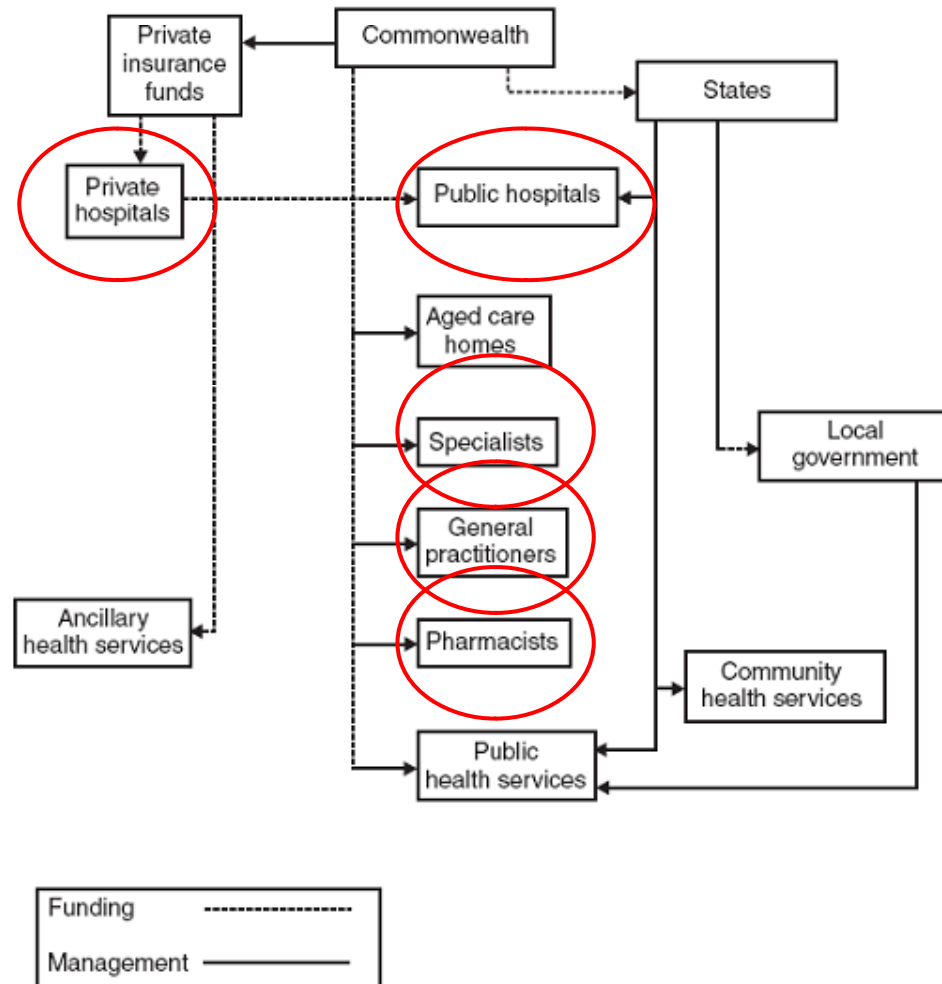 Private
insurance
funds
Commonwealth
States
Private
hospitals
Public hospitals
Aged care
homes
Specialists
Local
government
General
practitioners
Ancillary
health services
Pharmacists
Community
health services
Public
health services
Funding
Management